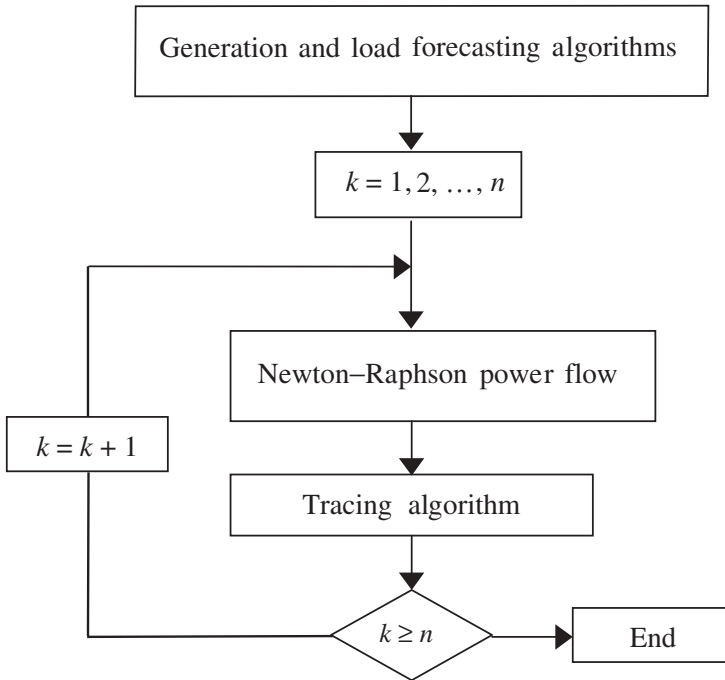 Generation and load forecasting algorithms
k = 1, 2, …, n
Newton–Raphson power flow
k = k + 1
Tracing algorithm
k ≥ n
End